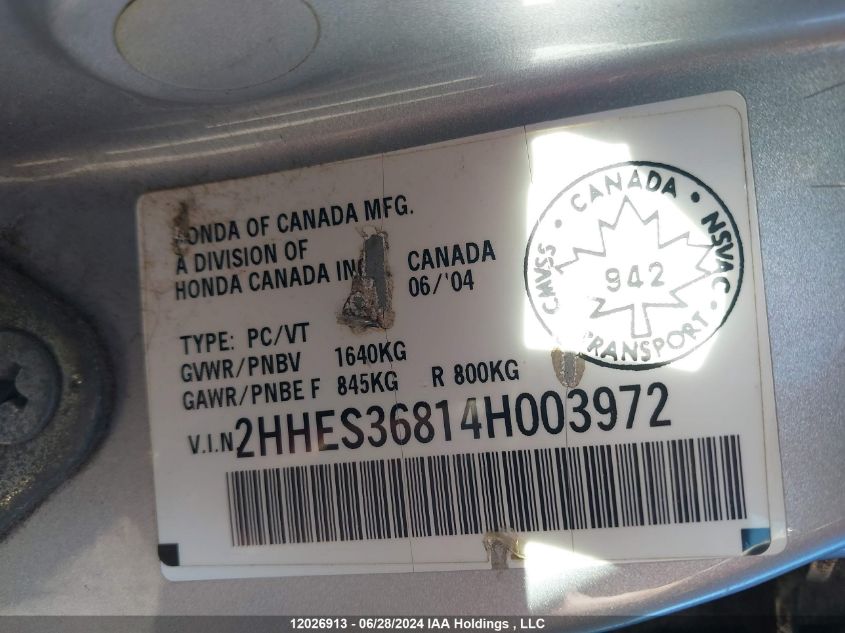 HONDA OF CANADA MFG.
A DIVISION OF
HONDA CANADA INC
CANADA
06/'04
CMVSS · CANADA · NSVAC ·
942
TRANSPORT ·
TYPE: PC/VT
GVWR/PNBV 1640KG
GAWR/PNBE F 845KG R 800KG
V.I.N 2HHES36814H003972
12026913 - 06/28/2024 IAA Holdings , LLC